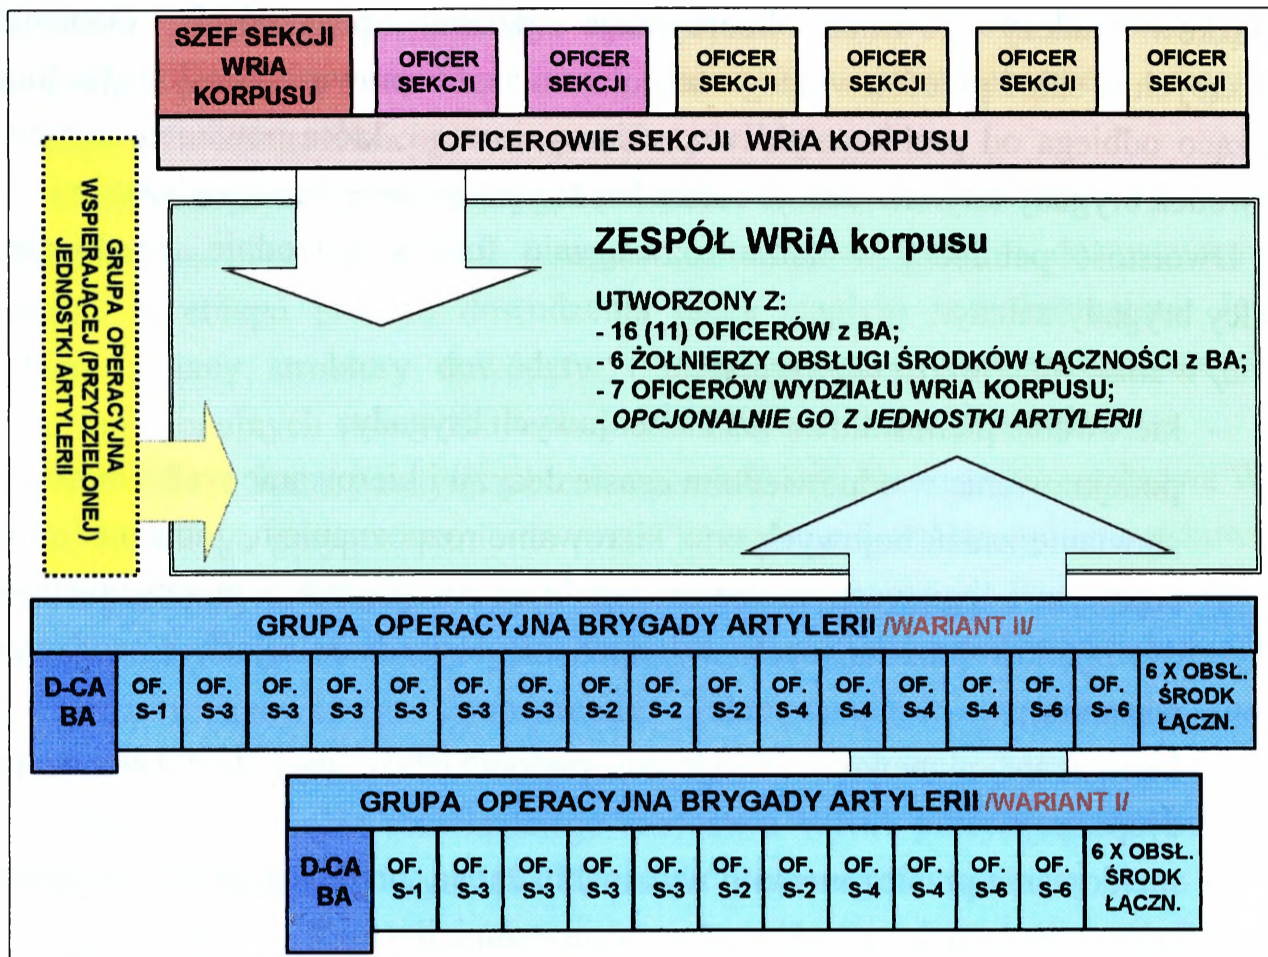 SZEF SEKCJI
WRiA
KORPUSU
OFICER
SEKCJI
OFICER
SEKCJI
OFICER
SEKCJI
OFICER
SEKCJI
OFICER
SEKCJI
OFICER
SEKCJI
OFICEROWIE SEKCJI WRiA KORPUSU
GRUPA OPERACYJNA
WSPIERAJĄCEJ (PRZYDZIELONEJ)
JEDNOSTKI ARTYLERII
ZESPÓŁ WRiA korpusu
UTWORZONY Z:
- 16 (11) OFICERÓW z BA;
- 6 ŻOŁNIERZY OBSŁUGI ŚRODKÓW ŁĄCZNOŚCI z BA;
- 7 OFICERÓW WYDZIAŁU WRiA KORPUSU;
- OPCJONALNIE GO Z JEDNOSTKI ARTYLERII
GRUPA OPERACYJNA BRYGADY ARTYLERII /WARIANT II/
D-CA
BA
OF.
S-1
OF.
S-3
OF.
S-3
OF.
S-3
OF.
S-3
OF.
S-3
OF.
S-3
OF.
S-2
OF.
S-2
OF.
S-2
OF.
S-4
OF.
S-4
OF.
S-4
OF.
S-4
OF.
S-6
OF.
S- 6
6 X OBSŁ.
ŚRODK
ŁĄCZN.
GRUPA OPERACYJNA BRYGADY ARTYLERII /WARIANT I/
D-CA
BA
OF.
S-1
OF.
S-3
OF.
S-3
OF.
S-3
OF.
S-3
OF.
S-2
OF.
S-2
OF.
S-4
OF.
S-4
OF.
S-6
OF.
S-6
6 X OBSŁ.
ŚRODK
ŁĄCZN.